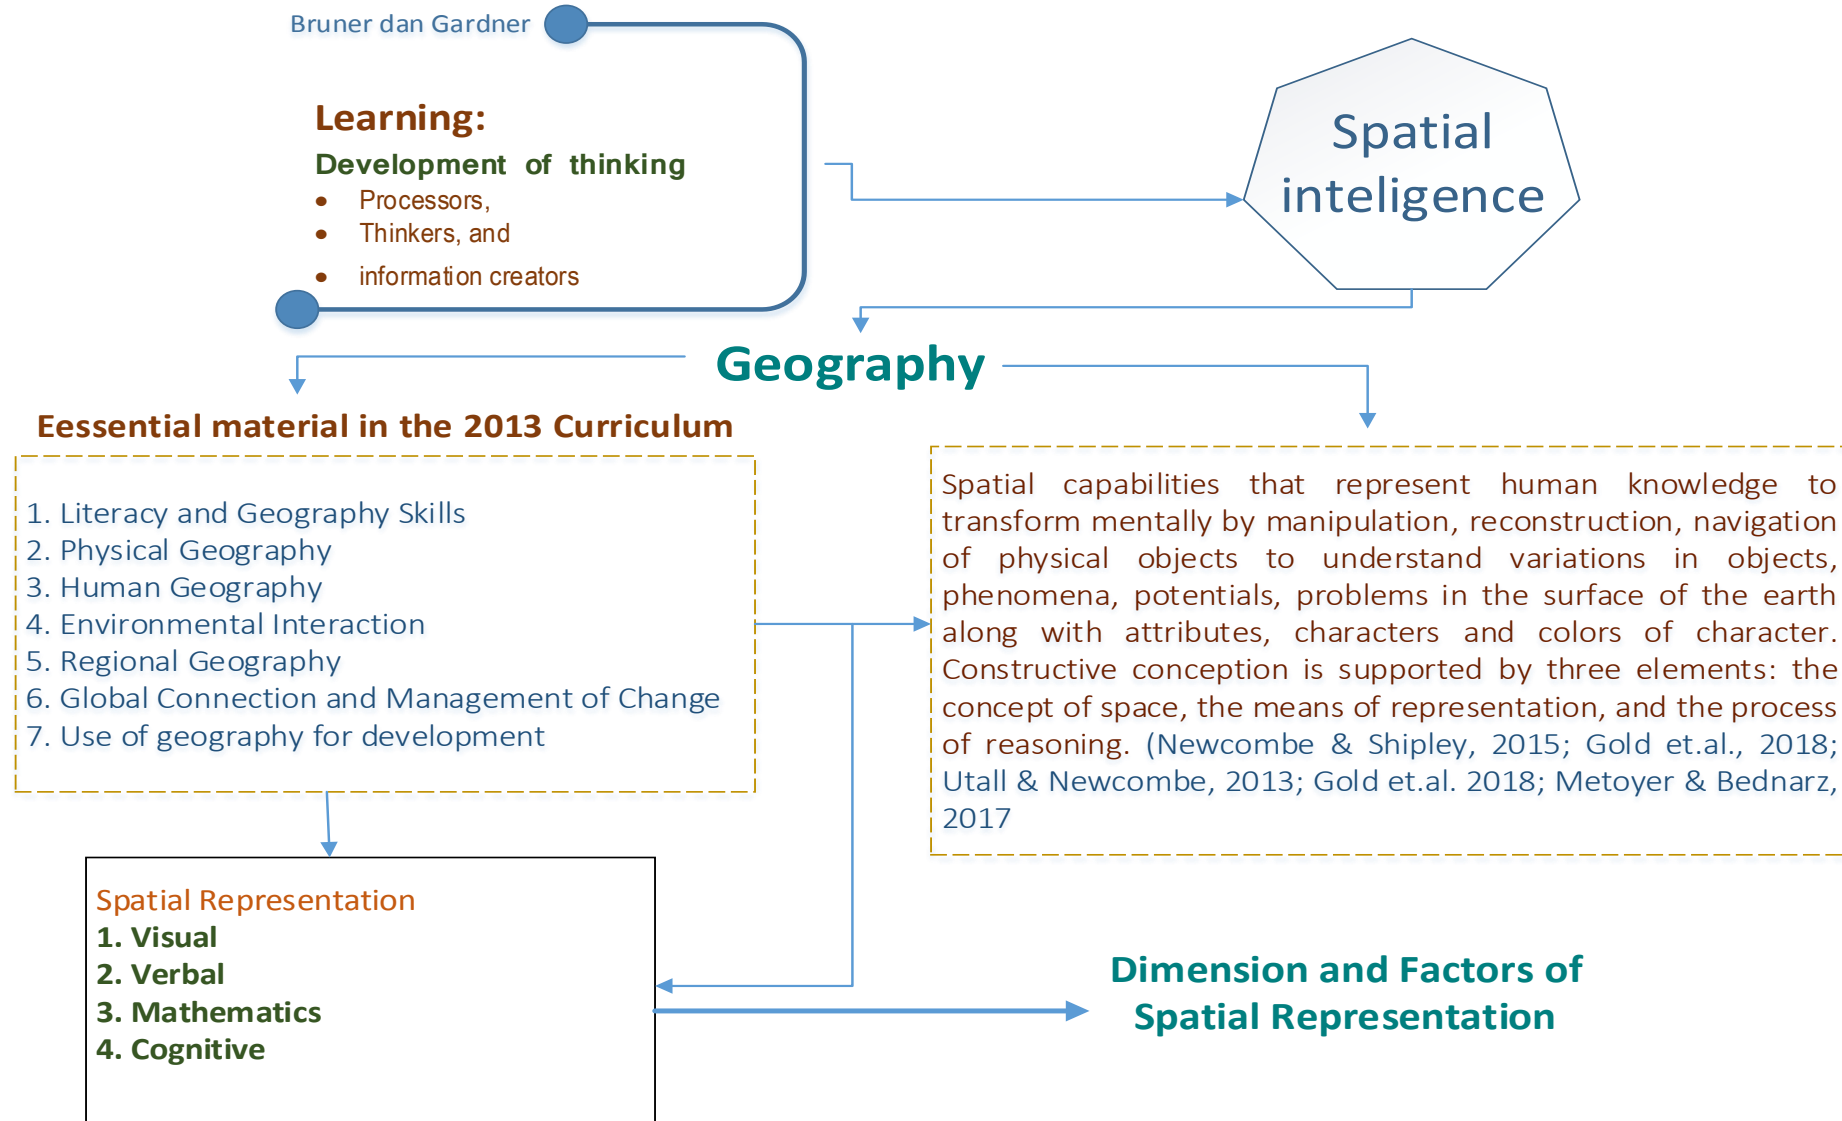 Bruner dan Gardner
Learning:
Development of thinking
• Processors,
• Thinkers, and
• information creators
Spatial
inteligence
Geography
Eessential material in the 2013 Curriculum
1. Literacy and Geography Skills
2. Physical Geography
3. Human Geography
4. Environmental Interaction
5. Regional Geography
6. Global Connection and Management of Change
7. Use of geography for development
Spatial capabilities that represent human knowledge to
transform mentally by manipulation, reconstruction, navigation
of physical objects to understand variations in objects,
phenomena, potentials, problems in the surface of the earth
along with attributes, characters and colors of character.
Constructive conception is supported by three elements: the
concept of space, the means of representation, and the process
of reasoning. (Newcombe & Shipley, 2015; Gold et.al., 2018;
Utall & Newcombe, 2013; Gold et.al. 2018; Metoyer & Bednarz,
2017
Spatial Representation
1. Visual
2. Verbal
3. Mathematics
4. Cognitive
Dimension and Factors of
Spatial Representation